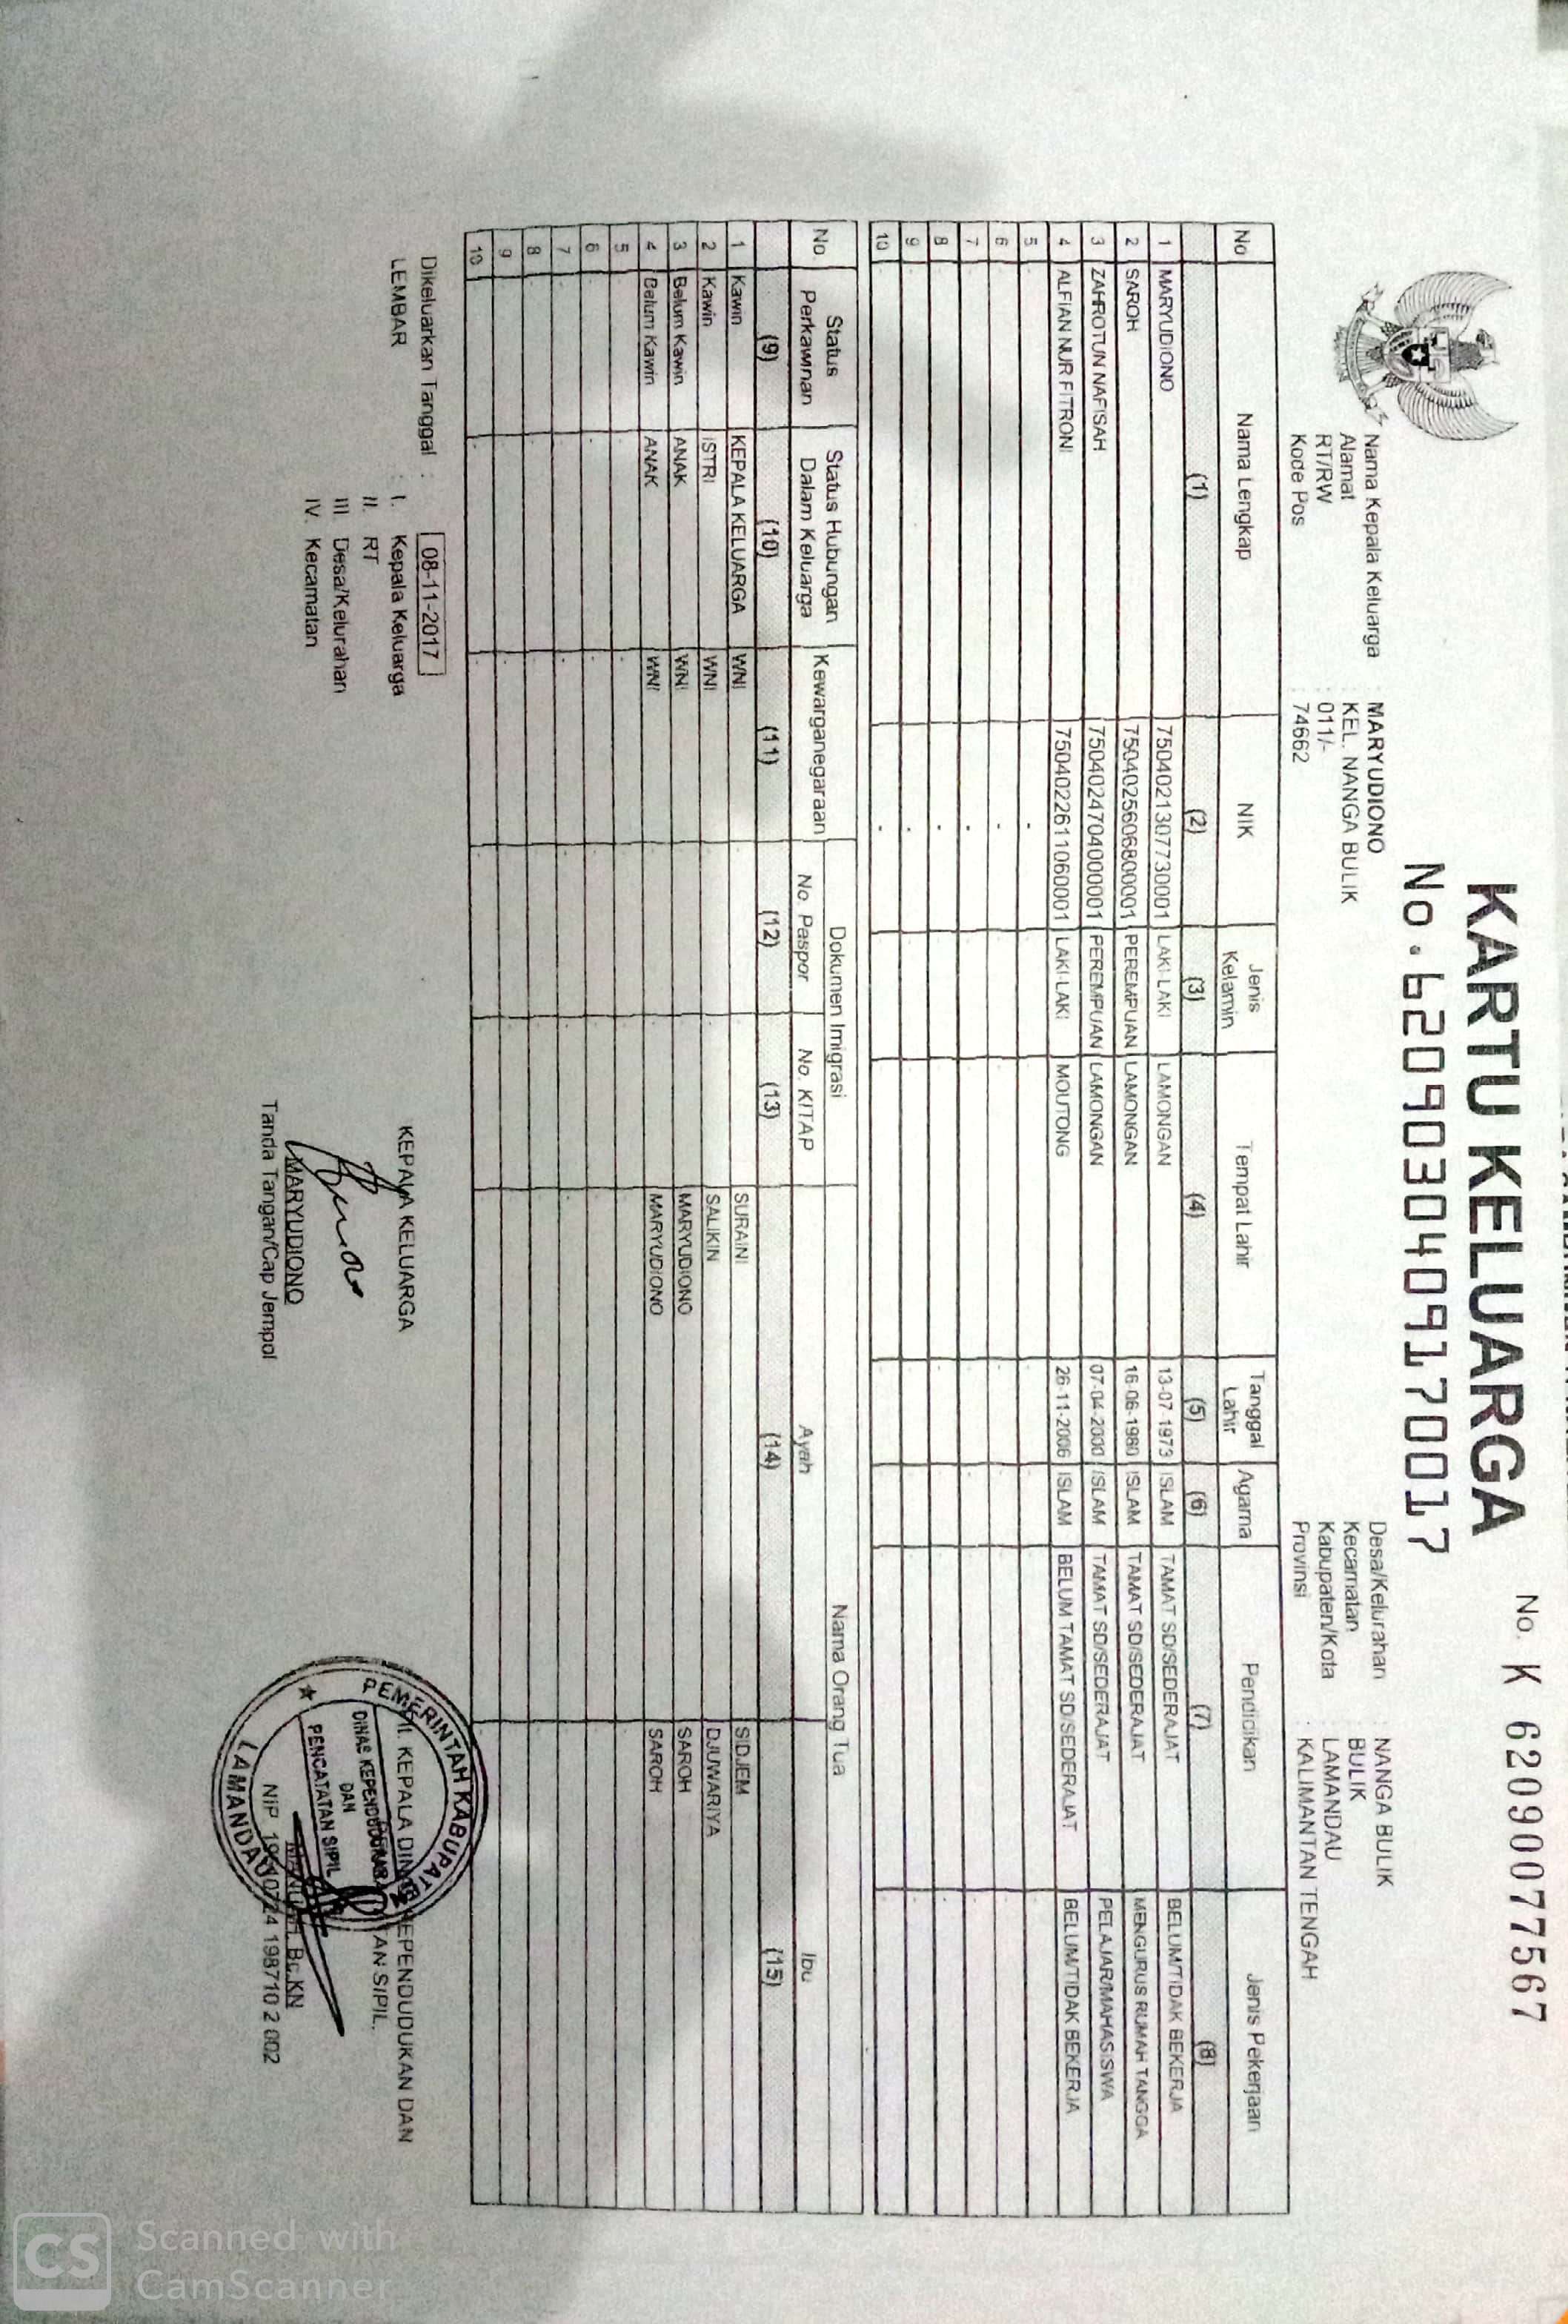 KARTU KELUARGA
No. K 6209007 7567
No.6209030409170017
Nama Kepala Keluarga : MARYUDIONO
Alamat : KEL. NANGA BULIK
RT/RW : 011/-
Kode Pos : 74662
Desa/Kelurahan : NANGA BULIK
Kecamatan : BULIK
Kabupaten/Kota : LAMANDAU
Provinsi : KALIMANTAN TENGAH
No Nama Lengkap NIK Jenis Kelamin Tempat Lahir Tanggal Lahir Agama Pendidikan Jenis Pekerjaan
(1) (2) (3) (4) (5) (6) (7) (8)
1 MARYUDIONO 7504021307730001 LAKI-LAKI LAMONGAN 13-07-1973 ISLAM TAMAT SD/SEDERAJAT BELUM/TIDAK BEKERJA
2 SAROH 7504025606800001 PEREMPUAN LAMONGAN 16-06-1980 ISLAM TAMAT SD/SEDERAJAT MENGURUS RUMAH TANGGA
3 ZAHROTUN NAFISAH 7504024704000001 PEREMPUAN LAMONGAN 07-04-2000 ISLAM TAMAT SD/SEDERAJAT PELAJAR/MAHASISWA
4 ALFIAN NUR FITRONI 7504022611060001 LAKI-LAKI MOUTONG 26-11-2006 ISLAM BELUM TAMAT SD/SEDERAJAT BELUM/TIDAK BEKERJA
5 -
6 -
7 -
8 -
9 -
10 -
No Status Perkawinan Status Hubungan Dalam Keluarga Kewarganegaraan Dokumen Imigrasi Nama Orang Tua
No. Paspor No. KITAP Ayah Ibu
(9) (10) (11) (12) (13) (14) (15)
1 Kawin KEPALA KELUARGA WNI SURAINI SIDJEM
2 Kawin ISTRI WNI SALIKIN DJUWARIYA
3 Belum Kawin ANAK WNI MARYUDIONO SAROH
4 Belum Kawin ANAK WNI MARYUDIONO SAROH
5
6
7
8
9
10
Dikeluarkan Tanggal : 08-11-2017
LEMBAR : I. Kepala Keluarga
II. RT
III. Desa/Kelurahan
IV. Kecamatan
KEPALA KELUARGA
MARYUDIONO
Tanda Tangan/Cap Jempol
KEPALA DINAS KEPENDUDUKAN DAN
SIPIL.
Bc.KN
NIP 198710 2 002
PEMERINTAH KABUPATEN
DINAS KEPENDUDUKAN
DAN
PENCATATAN SIPIL
LAMANDAU
CS Scanned with
CamScanner